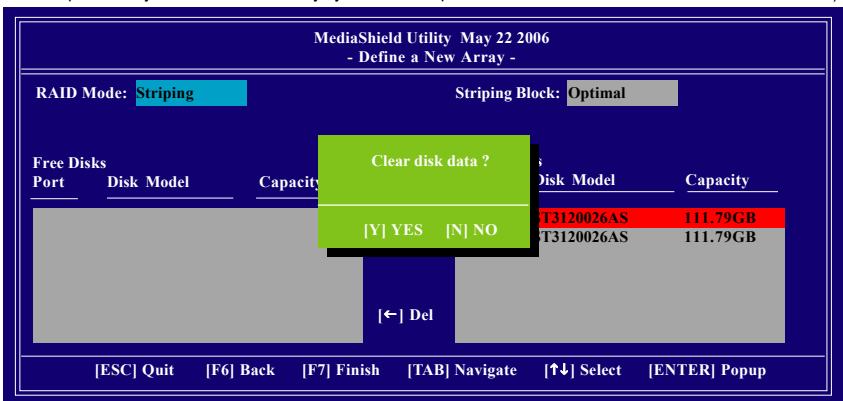 MediaShield Utility May 22 2006
- Define a New Array -
RAID Mode: Striping
Striping Block: Optimal
Free Disks
Port Disk Model Capacity
Disk Model Capacity
T3120026AS 111.79GB
T3120026AS 111.79GB
Clear disk data ?
[Y] YES [N] NO
[←] Del
[ESC] Quit [F6] Back [F7] Finish [TAB] Navigate [↑↓] Select [ENTER] Popup